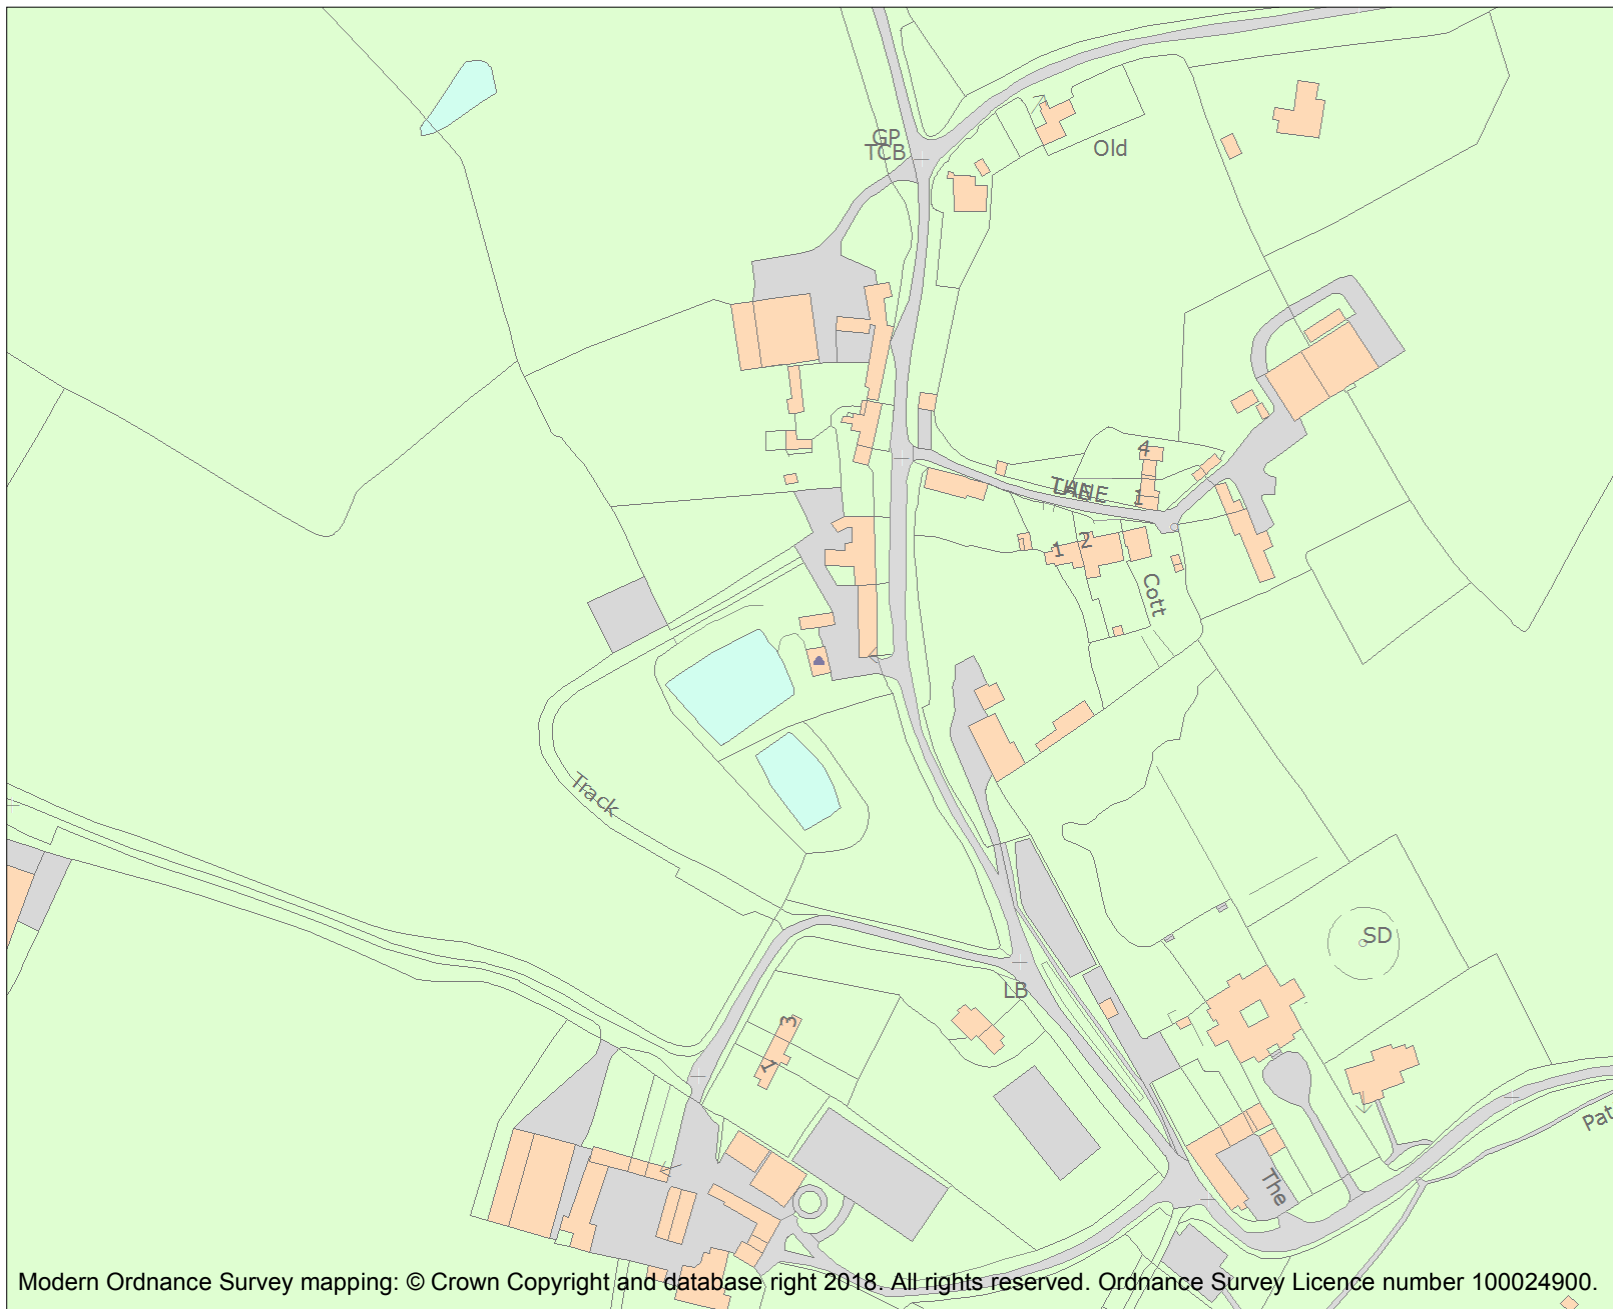 GP
TCB
Old
4
THE
LANE
1
1
2
Cott
Track
SD
LB
3
1
The
Pat
Modern Ordnance Survey mapping: © Crown Copyright and database right 2018. All rights reserved. Ordnance Survey Licence number 100024900.